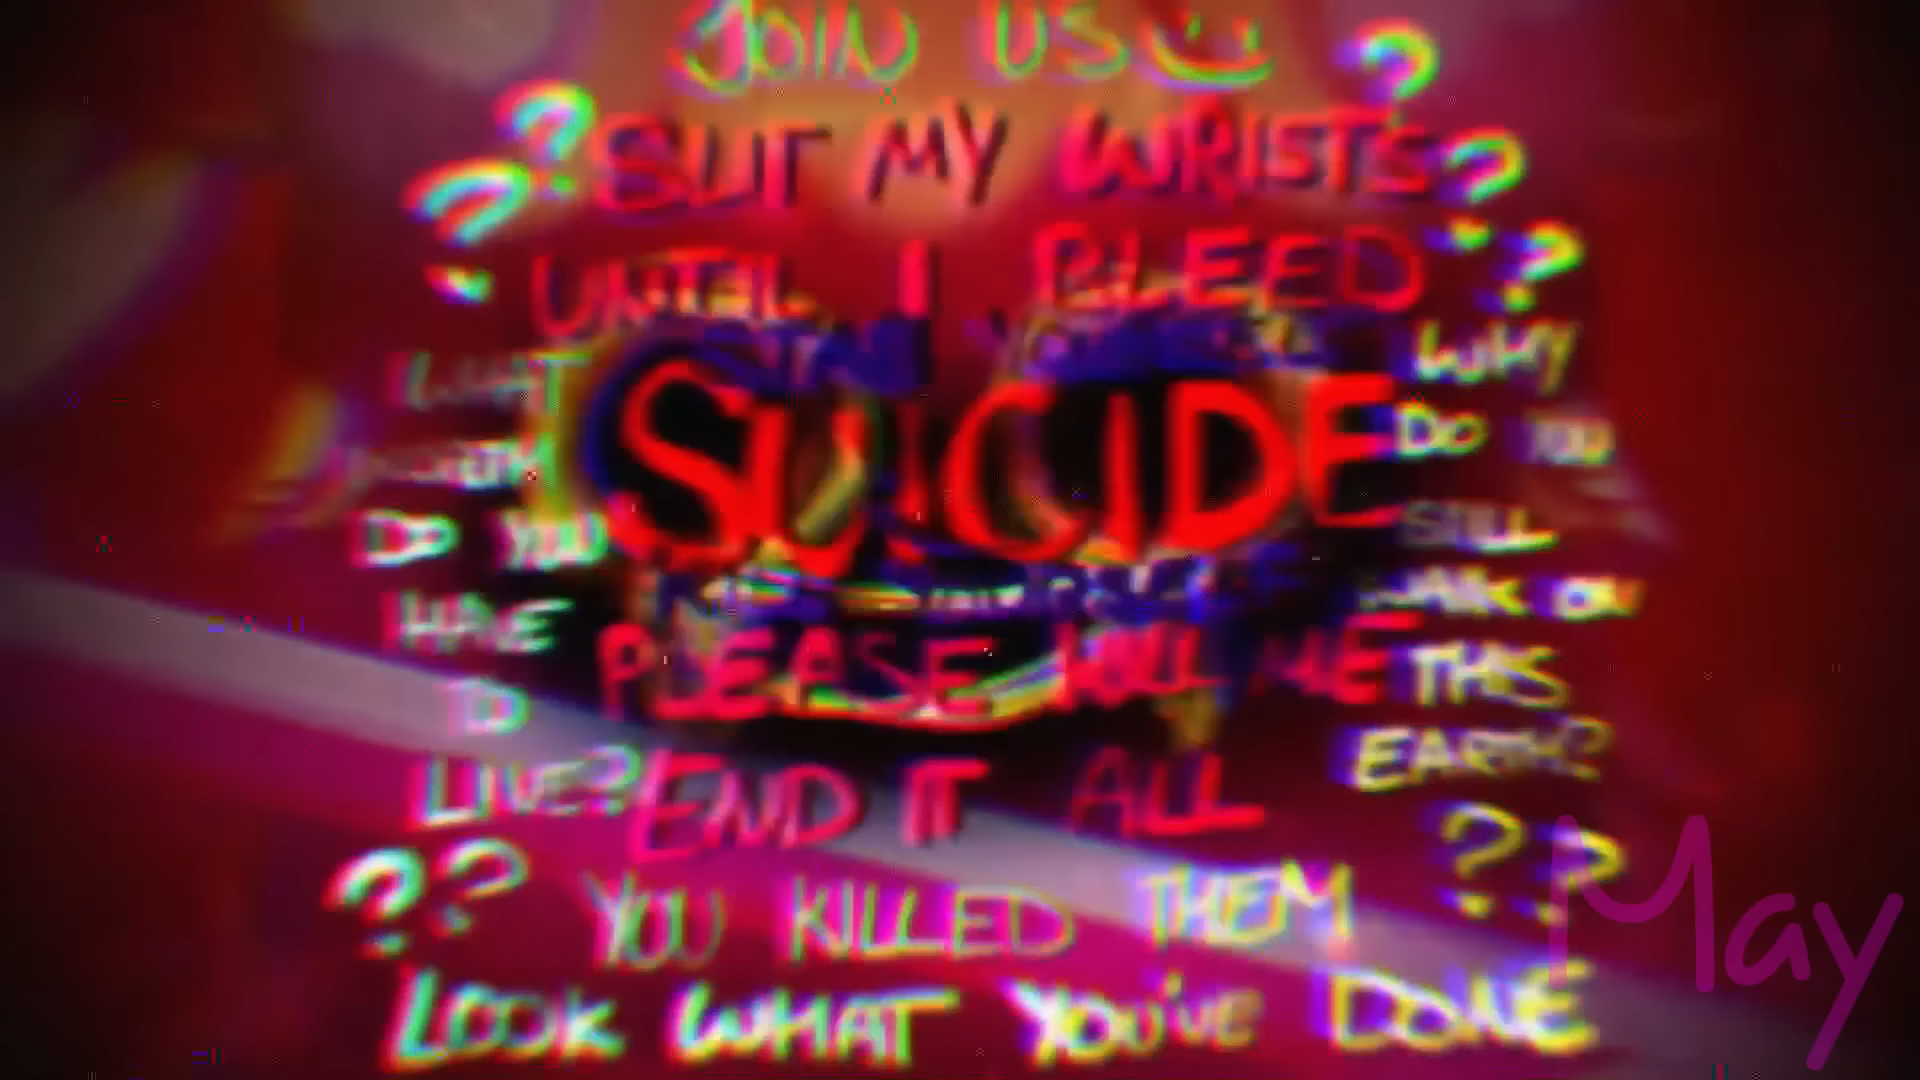 JOIN US
? ?
? SLIT MY WRISTS ?
UNTIL I BLEED ?
WHAT
WORTH
DO YOU
HAVE
TO
LIVE?
SUICIDE
PLEASE KILL ME
END IT ALL
WHY
DO YOU
STILL
WALK ON
THIS
EARTH?
?? ??
YOU KILLED THEM
LOOK WHAT YOU'VE DONE
May